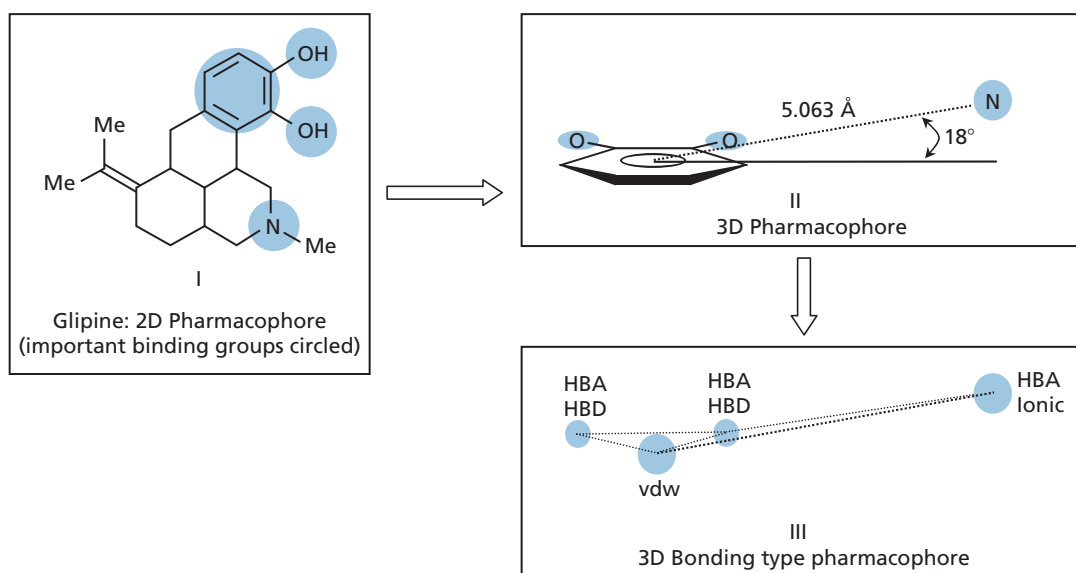 OH
OH
Me
Me
N
Me
I
Glipine: 2D Pharmacophore
(important binding groups circled)
5.063 Å
N
O
O
18°
II
3D Pharmacophore
HBA
HBD
HBA
HBD
HBA
Ionic
vdw
III
3D Bonding type pharmacophore